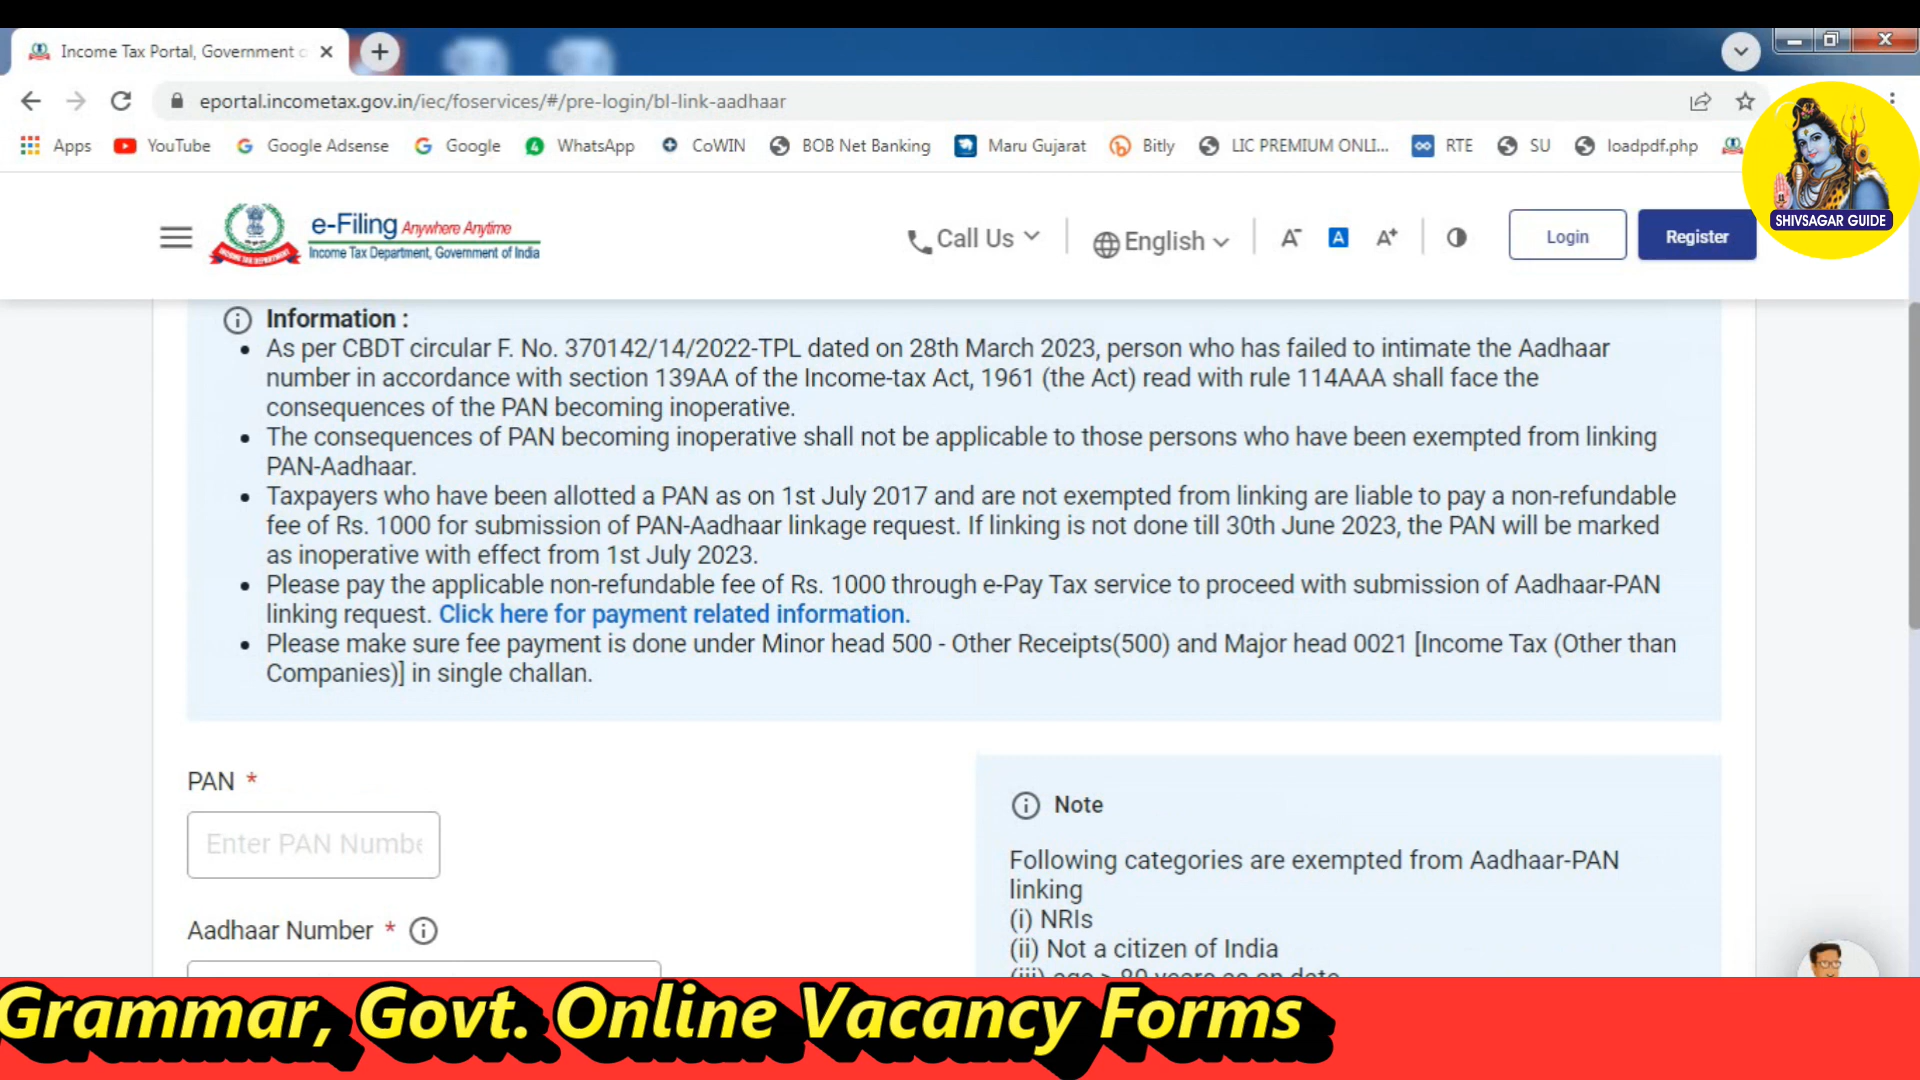 Income Tax Portal, Government o
eportal.incometax.gov.in/iec/foservices/#/pre-login/bl-link-aadhaar
Apps YouTube Google Adsense Google WhatsApp CoWIN BOB Net Banking Maru Gujarat Bitly LIC PREMIUM ONLI... RTE SU loadpdf.php
SHIVSAGAR GUIDE
e-Filing Anywhere Anytime
Income Tax Department, Government of India
Call Us English A- A A+ Login Register
Information :
• As per CBDT circular F. No. 370142/14/2022-TPL dated on 28th March 2023, person who has failed to intimate the Aadhaar
number in accordance with section 139AA of the Income-tax Act, 1961 (the Act) read with rule 114AAA shall face the
consequences of the PAN becoming inoperative.
• The consequences of PAN becoming inoperative shall not be applicable to those persons who have been exempted from linking
PAN-Aadhaar.
• Taxpayers who have been allotted a PAN as on 1st July 2017 and are not exempted from linking are liable to pay a non-refundable
fee of Rs. 1000 for submission of PAN-Aadhaar linkage request. If linking is not done till 30th June 2023, the PAN will be marked
as inoperative with effect from 1st July 2023.
• Please pay the applicable non-refundable fee of Rs. 1000 through e-Pay Tax service to proceed with submission of Aadhaar-PAN
linking request. Click here for payment related information.
• Please make sure fee payment is done under Minor head 500 - Other Receipts(500) and Major head 0021 [Income Tax (Other than
Companies)] in single challan.
PAN *
Enter PAN Numbe
Aadhaar Number *
Note
Following categories are exempted from Aadhaar-PAN
linking
(i) NRIs
(ii) Not a citizen of India
(iii) age > 80 years as on date
Grammar, Govt. Online Vacancy Forms